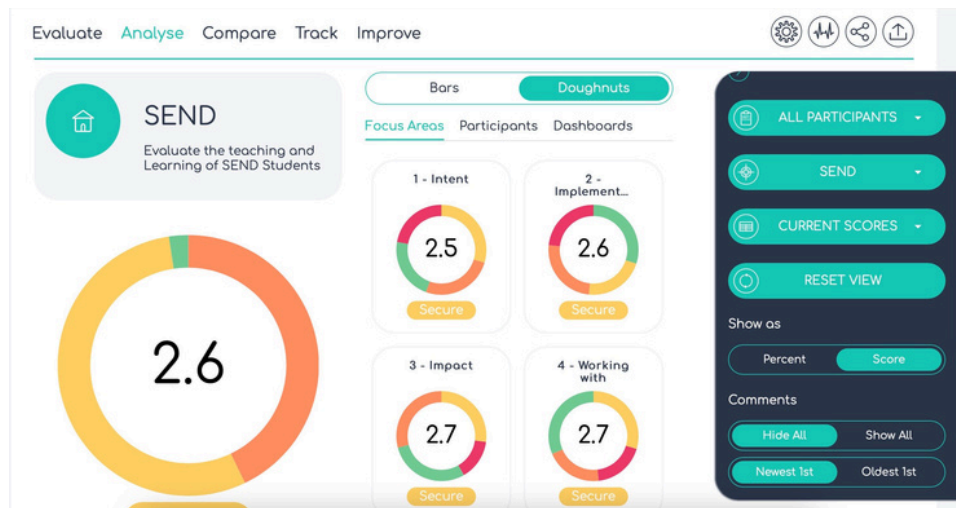 Evaluate Analyse Compare Track Improve
SEND
Evaluate the teaching and
Learning of SEND Students
2.6
Bars Doughnuts
Focus Areas Participants Dashboards
1 - Intent
2.5
Secure
2 -
Implement...
2.6
Secure
3 - Impact
2.7
Secure
4 - Working
with
2.7
Secure
ALL PARTICIPANTS
SEND
CURRENT SCORES
RESET VIEW
Show as
Percent Score
Comments
Hide All Show All
Newest 1st Oldest 1st